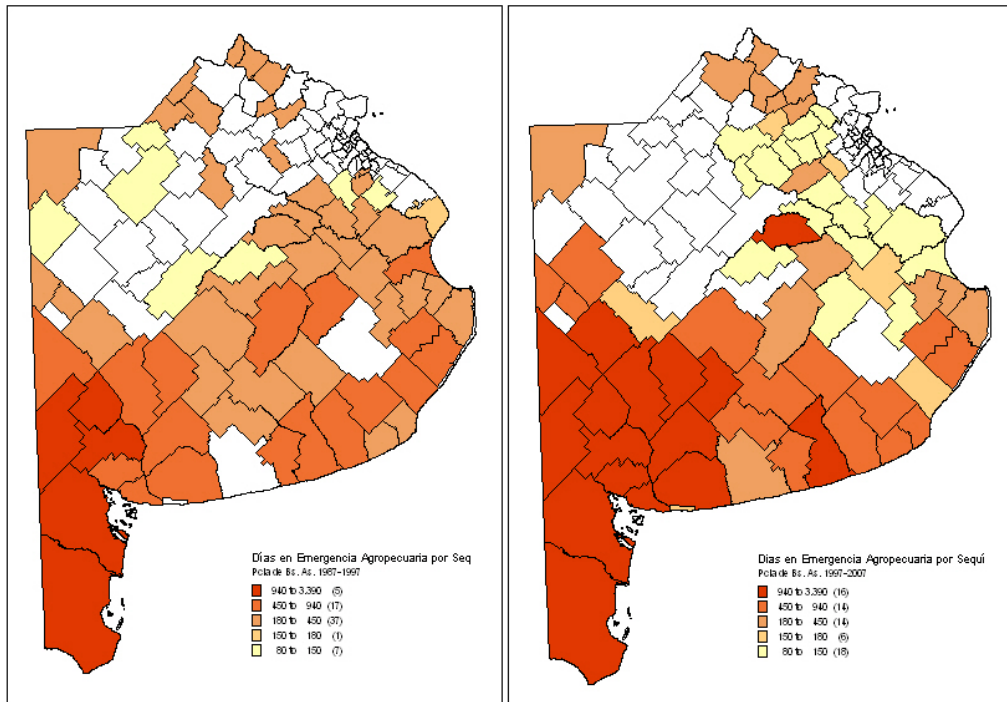 Días en Emergencia Agropecuaria por Seq
Pcia de Bs. As. 1987-1997
940 to 3.390 (5)
450 to 940 (17)
180 to 450 (37)
150 to 180 (1)
80 to 150 (7)
Días en Emergencia Agropecuaria por Sequí
Pcia de Bs. As. 1997-2007
940 to 3.390 (16)
450 to 940 (14)
180 to 450 (14)
150 to 180 (6)
80 to 150 (18)